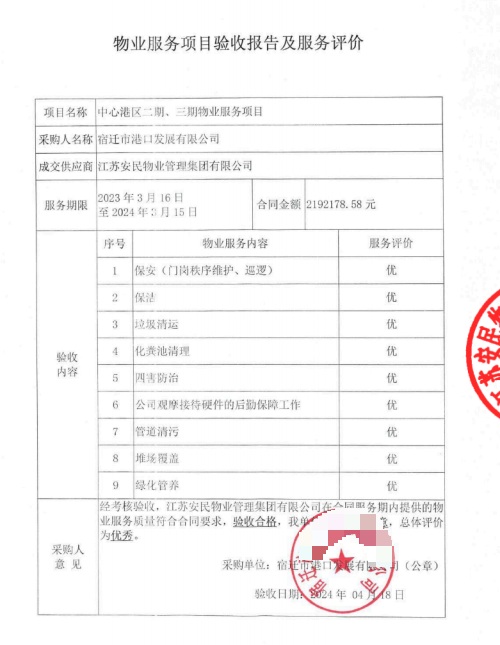 物业服务项目验收报告及服务评价
项目名称 中心港区二期、三期物业服务项目
采购人名称 宿迁市港口发展有限公司
成交供应商 江苏安民物业管理集团有限公司
服务期限 2023年3月16日
至2024年3月15日
合同金额 2192178.58元
验收
内容
序号 物业服务内容 服务评价
1 保安（门岗秩序维护、巡逻） 优
2 保洁 优
3 垃圾清运 优
4 化粪池清理 优
5 四害防治 优
6 公司观摩接待硬件的后勤保障工作 优
7 管道清污 优
8 堆场覆盖 优
9 绿化管养 优
采购人
意 见
经考核验收，江苏安民物业管理集团有限公司在合同服务期内提供的物
业服务质量符合合同要求，验收合格，我单 ，总体评价
为优秀。
采购单位：宿迁市港口发展有限 司（公章）
验收日期：2024年 04月18日
苏安民
宿迁 司